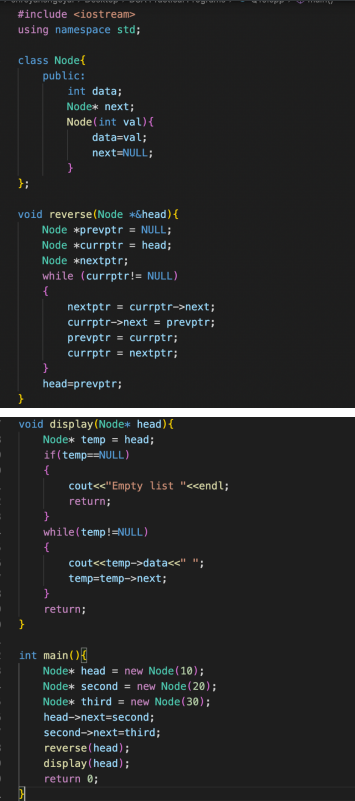 #include <iostream>
using namespace std;
class Node{
public:
int data;
Node* next;
Node(int val){
data=val;
next=NULL;
}
};
void reverse(Node *&head){
Node *prevptr = NULL;
Node *currptr = head;
Node *nextptr;
while (currptr!= NULL)
{
nextptr = currptr->next;
currptr->next = prevptr;
prevptr = currptr;
currptr = nextptr;
}
head=prevptr;
}
void display(Node* head){
Node* temp = head;
if(temp==NULL)
{
cout<<"Empty list "<<endl;
return;
}
while(temp!=NULL)
{
cout<<temp->data<<" ";
temp=temp->next;
}
return;
}
int main(){
Node* head = new Node(10);
Node* second = new Node(20);
Node* third = new Node(30);
head->next=second;
second->next=third;
reverse(head);
display(head);
return 0;
}